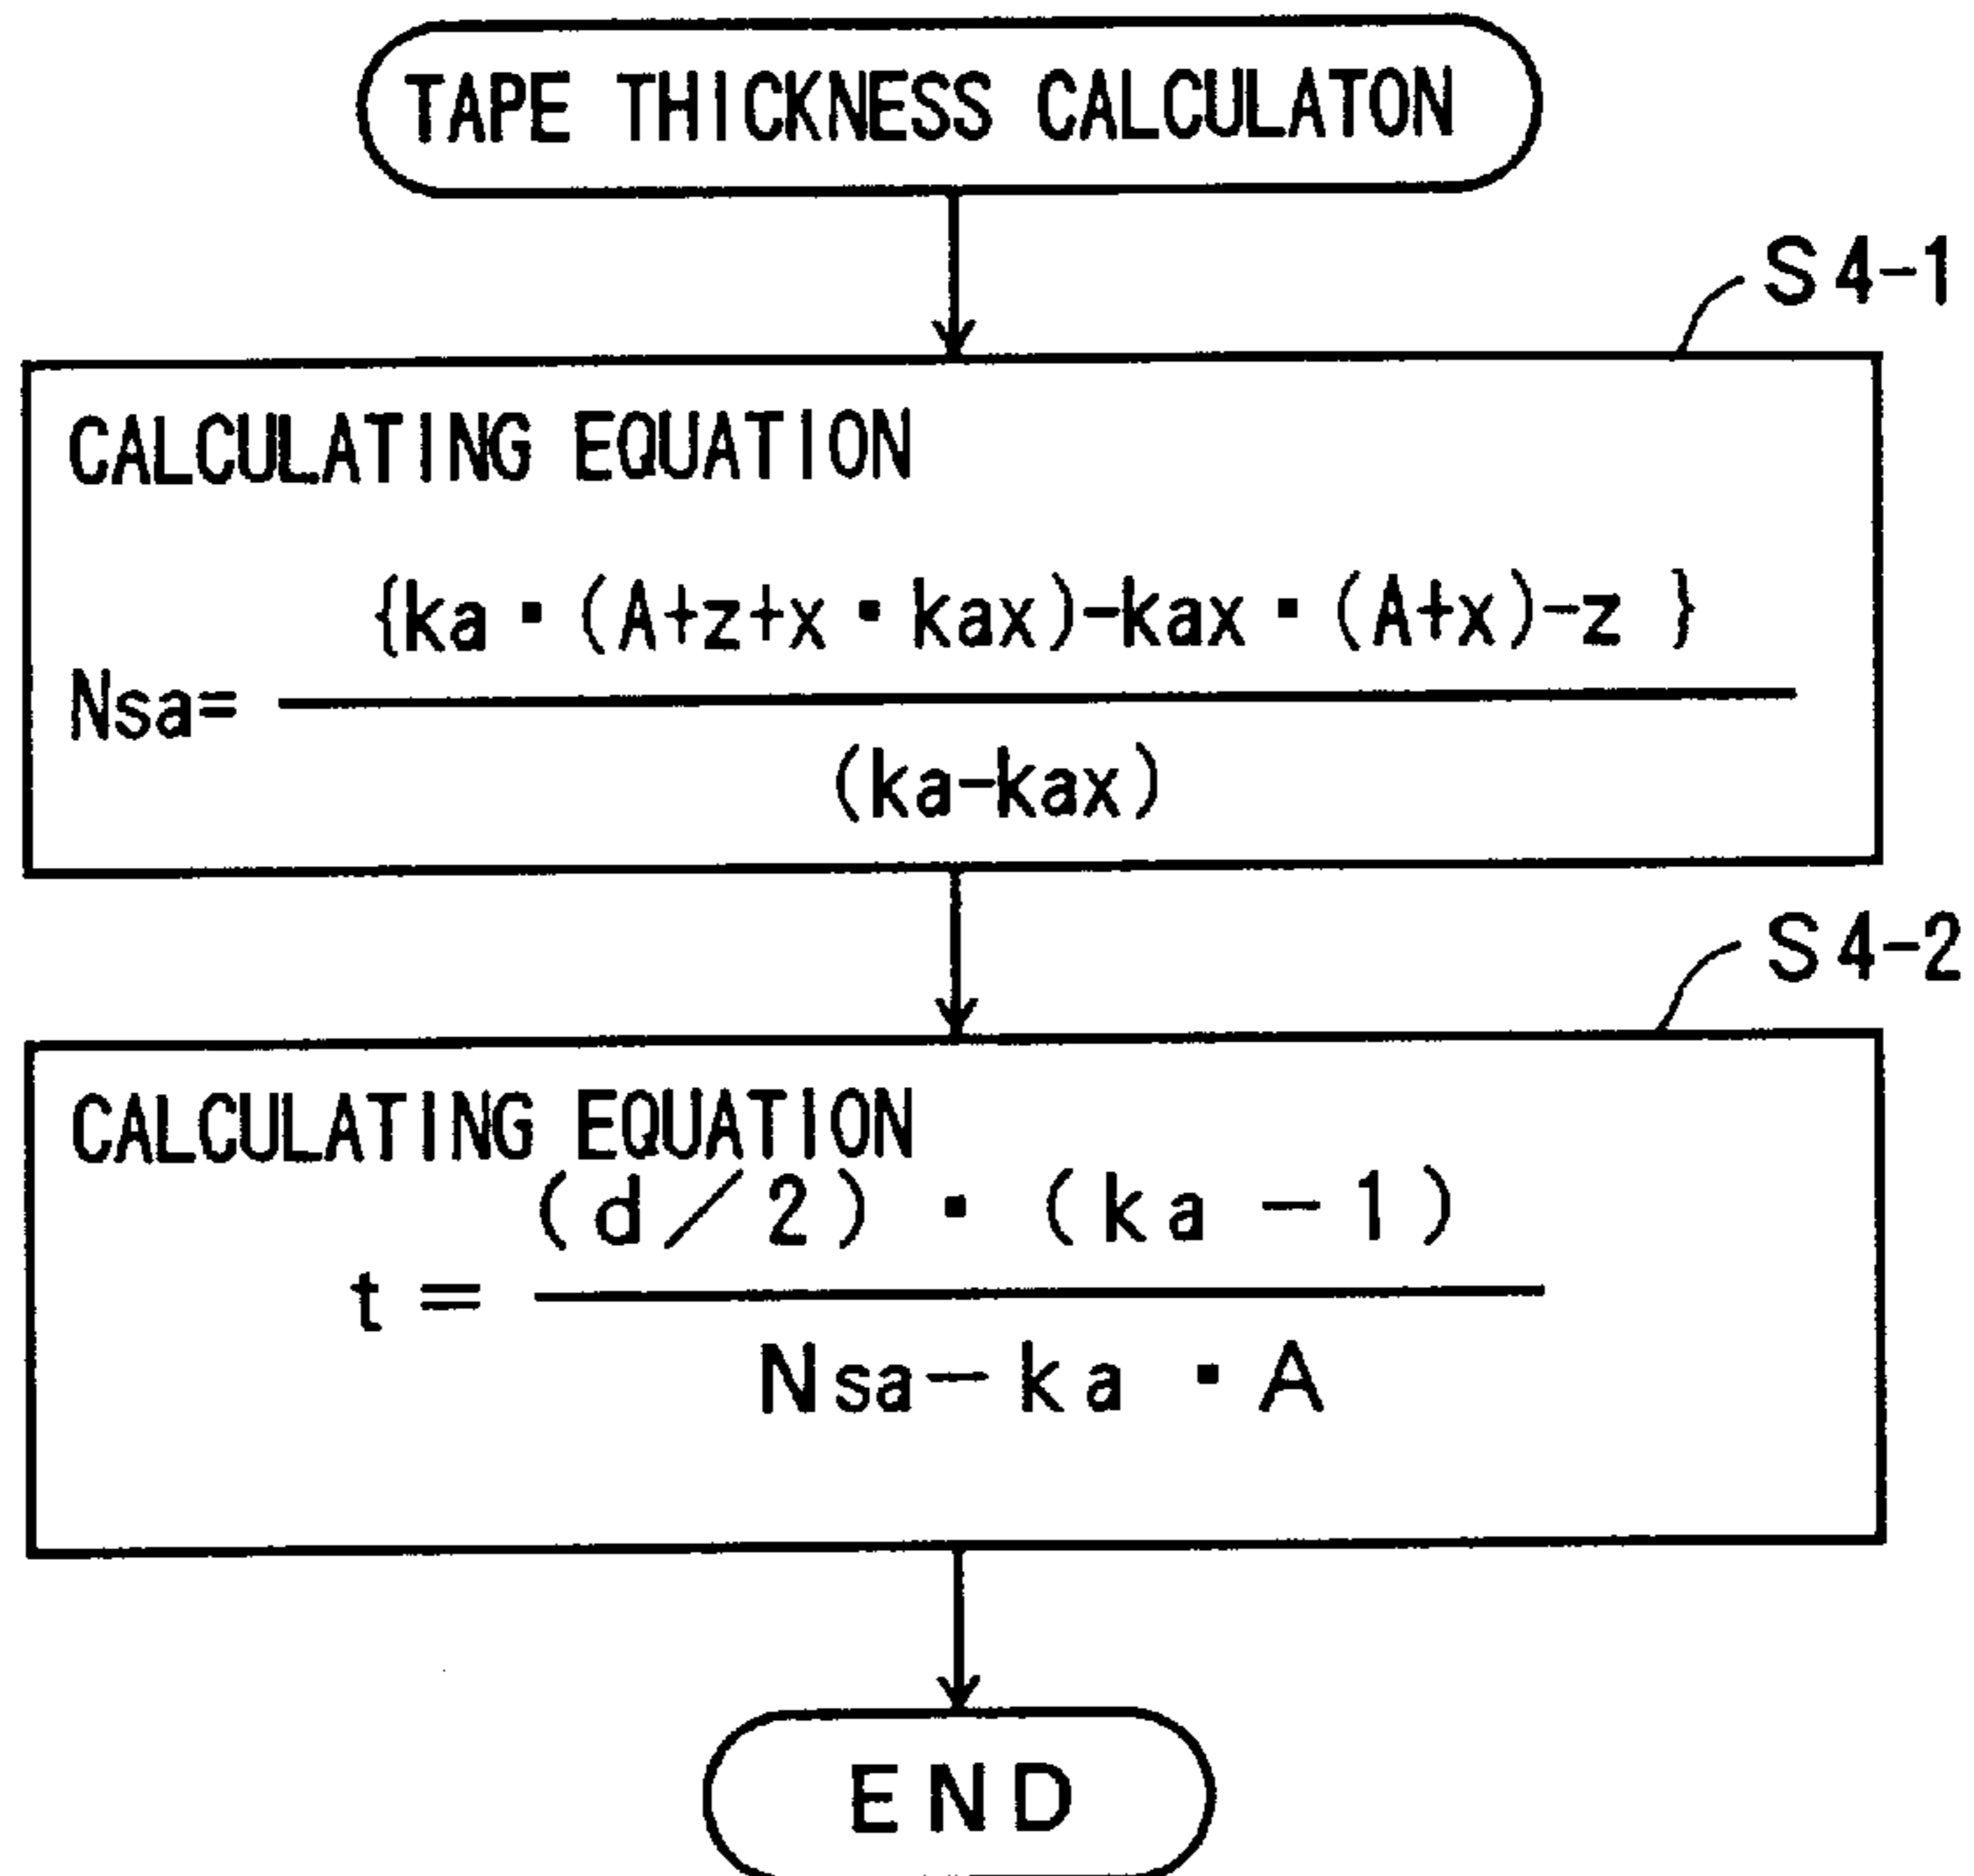 TAPE THICKNESS CALCULATON
S4-1
CALCULATING EQUATION
{ka・(A+z+x・kax)-kax・(A+x)-z }
Nsa=
(ka-kax)
S4-2
CALCULATING EQUATION
(d/2)・(ka-1)
t=
Nsa-ka・A
END